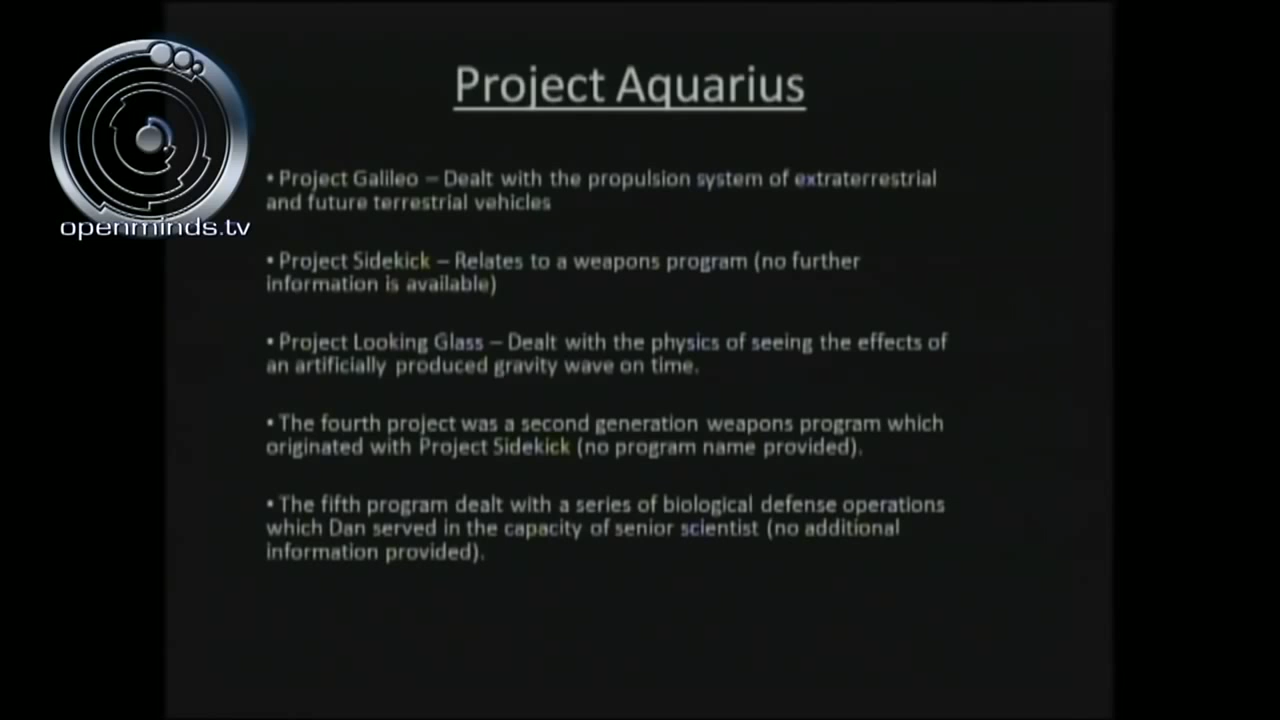 Project Aquarius
openminds.tv
• Project Galileo – Dealt with the propulsion system of extraterrestrial
and future terrestrial vehicles
• Project Sidekick – Relates to a weapons program (no further
information is available)
• Project Looking Glass – Dealt with the physics of seeing the effects of
an artificially produced gravity wave on time.
• The fourth project was a second generation weapons program which
originated with Project Sidekick (no program name provided).
• The fifth program dealt with a series of biological defense operations
which Dan served in the capacity of senior scientist (no additional
information provided).